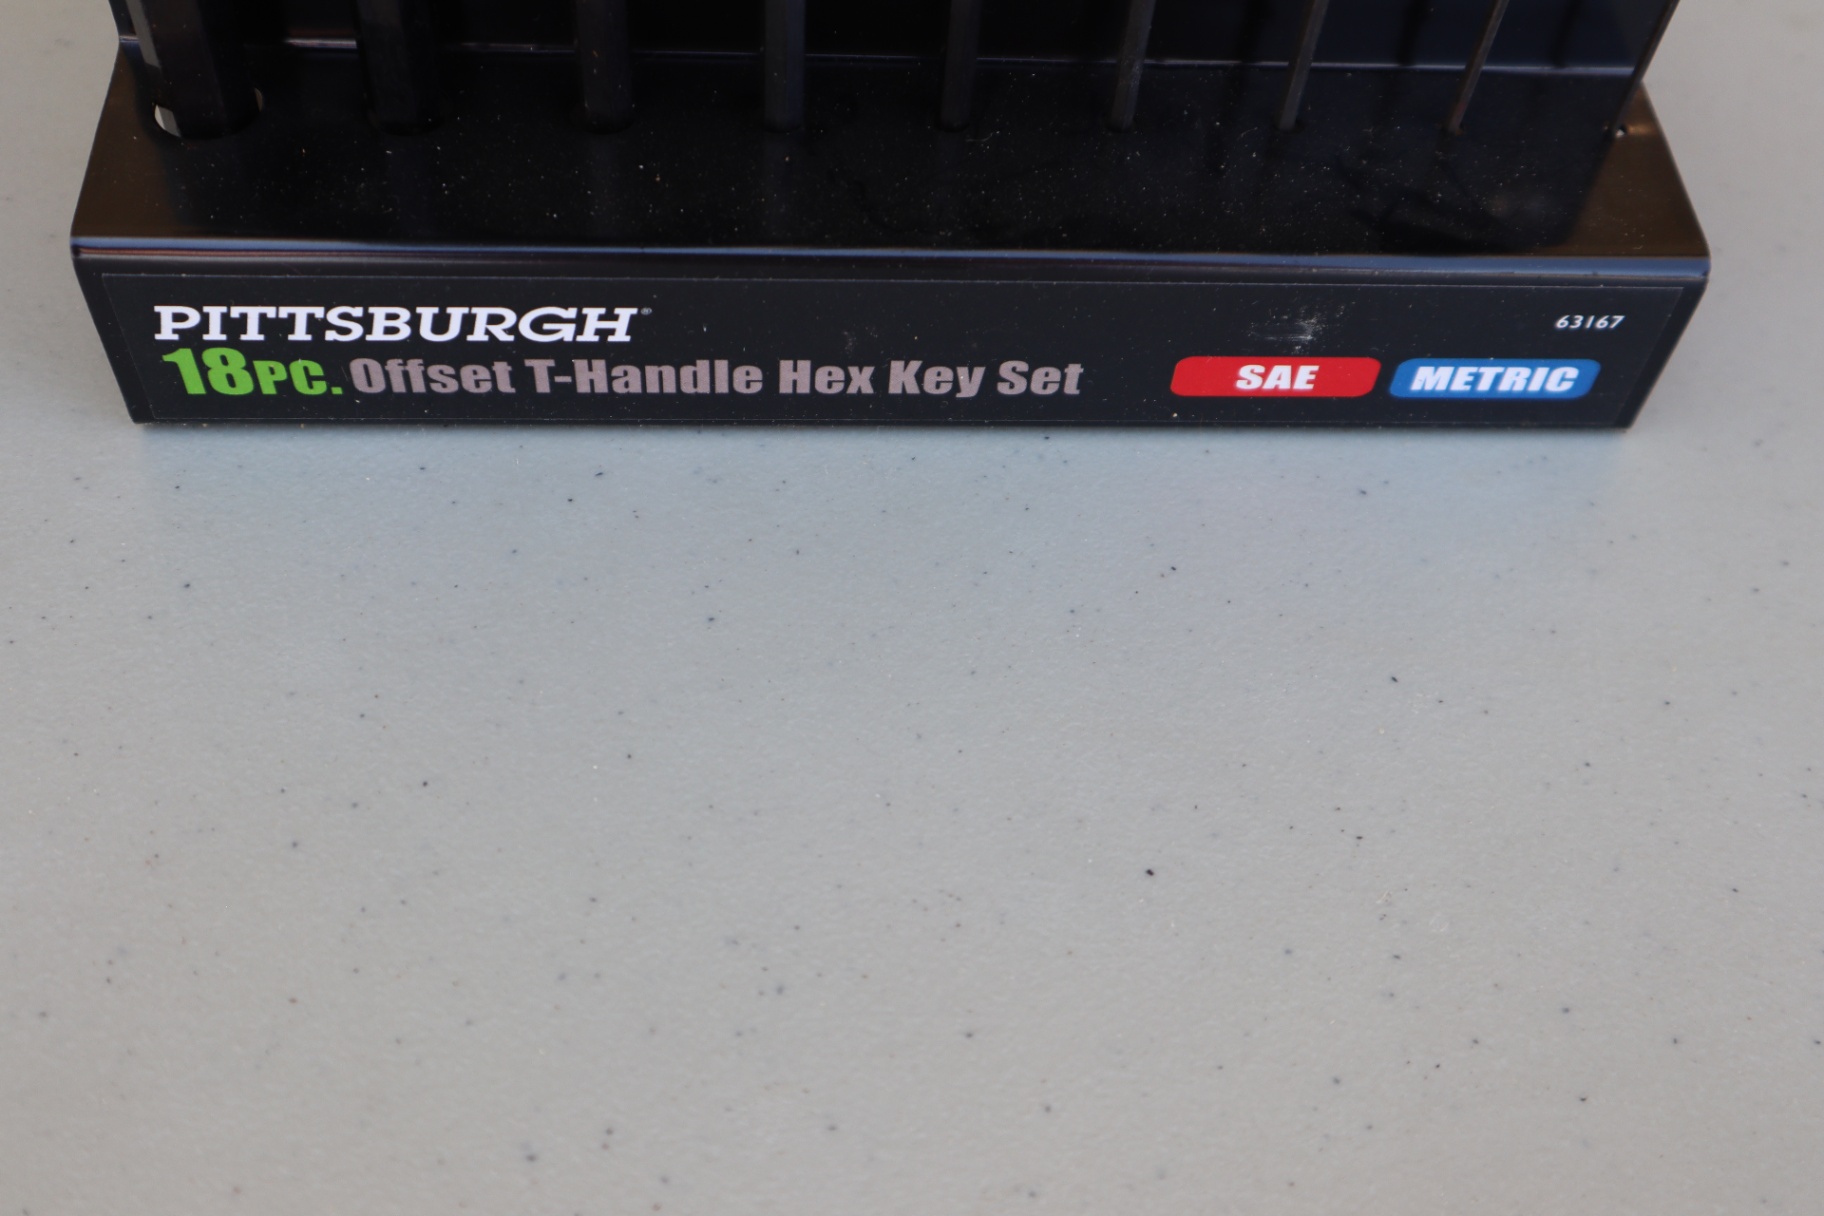 PITTSBURGH®
63167
18PC. Offset T-Handle Hex Key Set
SAE
METRIC